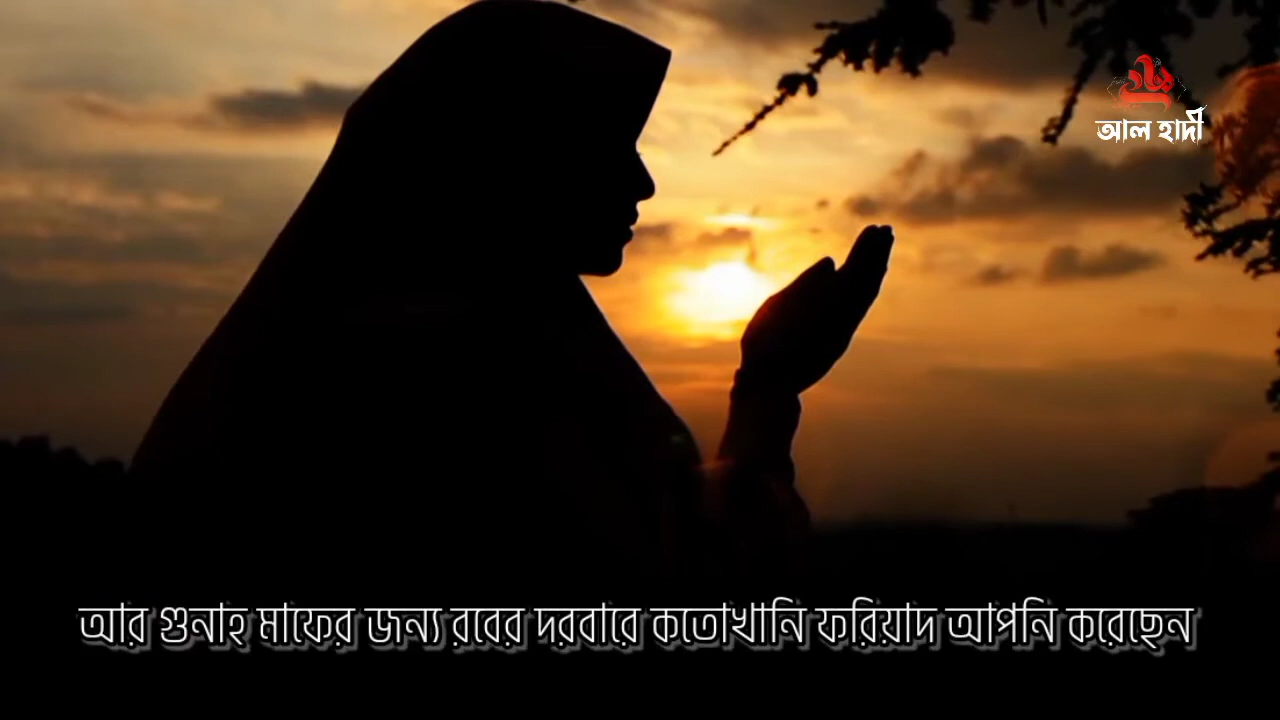 আল হাদী
আর গুনাহ মাফের জন্য রবের দরবারে কতোখানি ফরিয়াদ আপনি করেছেন